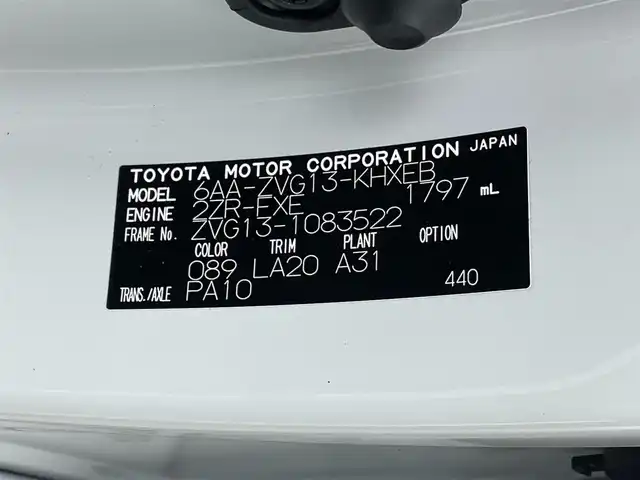 TOYOTA MOTOR CORPORATION JAPAN
MODEL 6AA-ZVG13-KHXEB
ENGINE 2ZR-FXE 1797 mL
FRAME No. ZVG13-1083522
COLOR TRIM PLANT OPTION
089 LA20 A31
TRANS./AXLE PA10 440